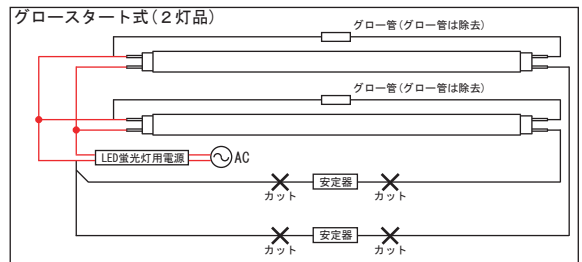 グロースタート式(２灯品)
グロー管(グロー管は除去)
グロー管(グロー管は除去)
LED蛍光灯用電源
AC
安定器
カット
カット
安定器
カット
カット